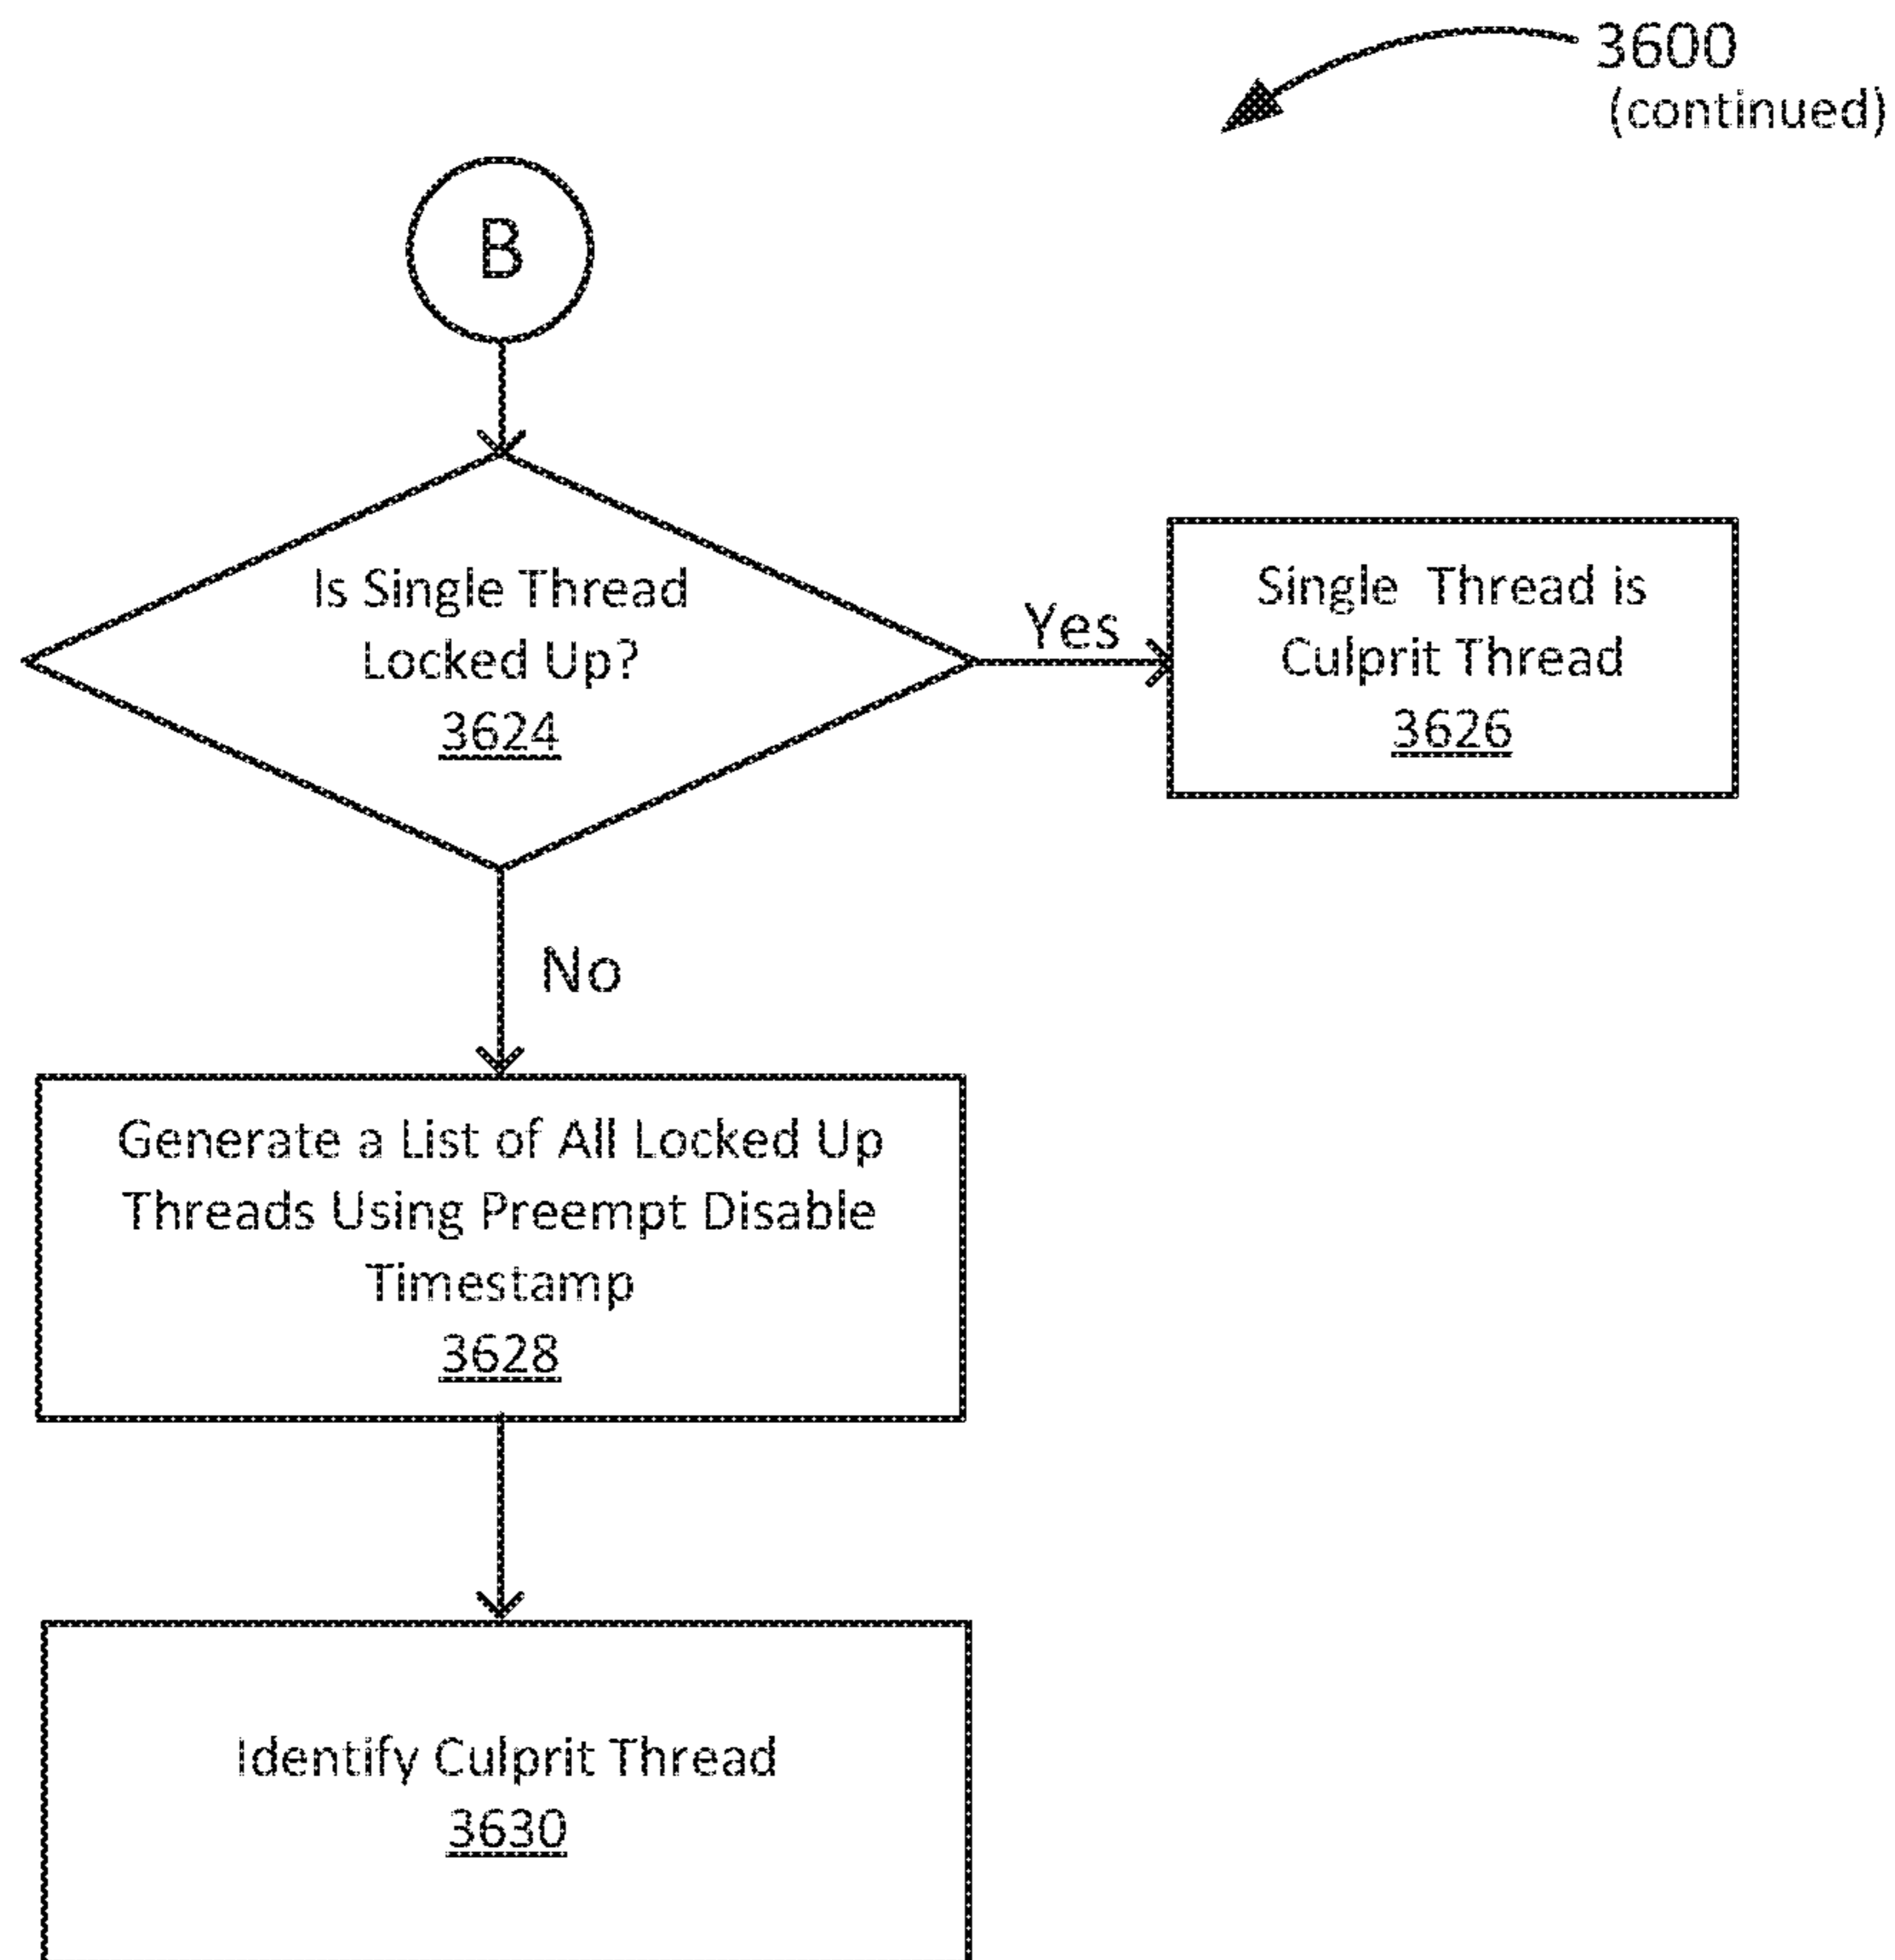 3600
(continued)
B
Is Single Thread
Locked Up?
3624
Yes
Single Thread is
Culprit Thread
3626
No
Generate a List of All Locked Up
Threads Using Preempt Disable
Timestamp
3628
Identify Culprit Thread
3630